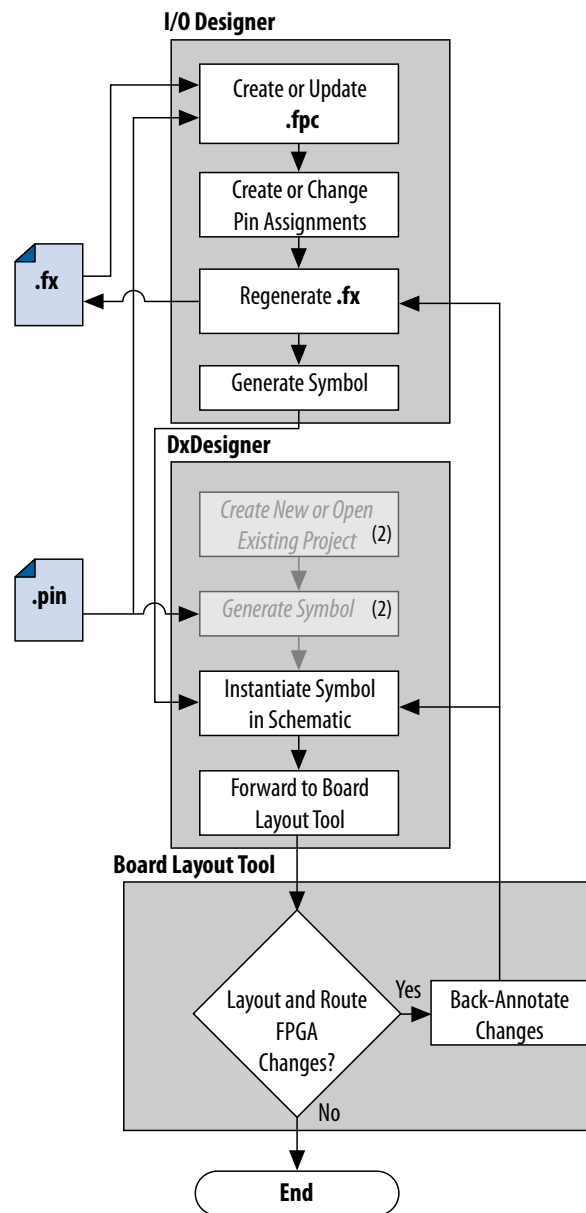 I/O Designer
Create or Update
.fpc
Create or Change
Pin Assignments
.fx
Regenerate .fx
Generate Symbol
DxDesigner
Create New or Open
Existing Project
(2)
.pin
Generate Symbol (2)
Instantiate Symbol
in Schematic
Forward to Board
Layout Tool
Board Layout Tool
Layout and Route
FPGA
Changes?
Yes
Back-Annotate
Changes
No
End